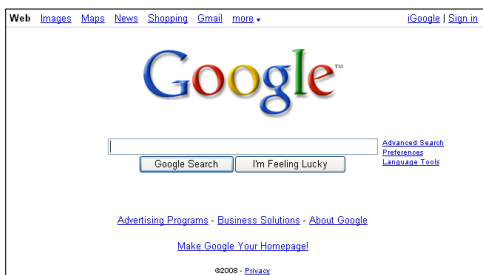 Web Images Maps News Shopping Gmail more ▾ iGoogle | Sign in
Google™
Advanced Search
Preferences
Google Search I'm Feeling Lucky Language Tools
Advertising Programs - Business Solutions - About Google
Make Google Your Homepage!
©2008 - Privacy